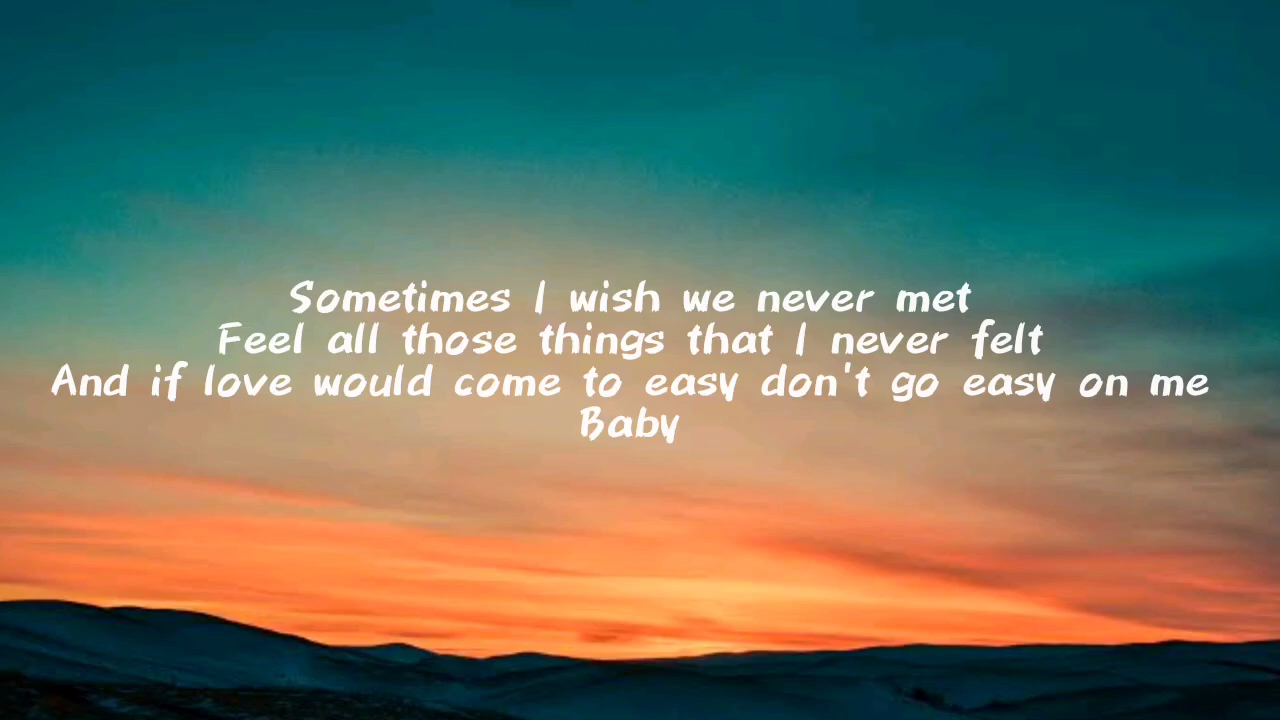 Sometimes I wish we never met
Feel all those things that I never felt
And if love would come to easy don't go easy on me
Baby